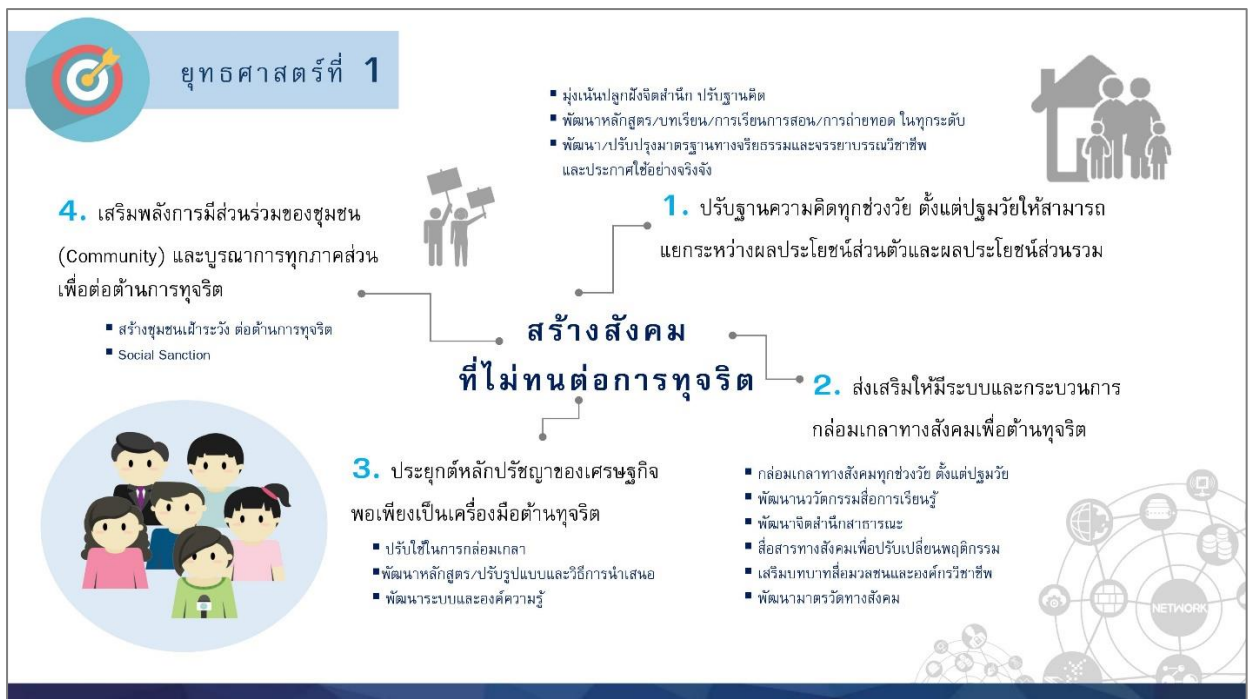 ยุทธศาสตร์ที่ 1
▪ มุ่งเน้นปลูกฝังจิตสำนึก ปรับฐานคิด
▪ พัฒนาหลักสูตร/บทเรียน/การเรียนการสอน/การถ่ายทอด ในทุกระดับ
▪ พัฒนา/ปรับปรุงมาตรฐานทางจริยธรรมและจรรยาบรรณวิชาชีพ
และประกาศใช้อย่างจริงจัง
1. ปรับฐานความคิดทุกช่วงวัย ตั้งแต่ปฐมวัยให้สามารถ
แยกระหว่างผลประโยชน์ส่วนตัวและผลประโยชน์ส่วนรวม
4. เสริมพลังการมีส่วนร่วมของชุมชน
(Community) และบูรณาการทุกภาคส่วน
เพื่อต่อต้านการทุจริต
▪ สร้างชุมชนเฝ้าระวัง ต่อต้านการทุจริต
▪ Social Sanction
สร้างสังคม
ที่ไม่ทนต่อการทุจริต
2. ส่งเสริมให้มีระบบและกระบวนการ
กล่อมเกลาทางสังคมเพื่อต้านทุจริต
▪ กล่อมเกลาทางสังคมทุกช่วงวัย ตั้งแต่ปฐมวัย
▪ พัฒนานวัตกรรมสื่อการเรียนรู้
▪ พัฒนาจิตสำนึกสาธารณะ
▪ สื่อสารทางสังคมเพื่อปรับเปลี่ยนพฤติกรรม
▪ เสริมบทบาทสื่อมวลชนและองค์กรวิชาชีพ
▪ พัฒนามาตรวัดทางสังคม
3. ประยุกต์หลักปรัชญาของเศรษฐกิจ
พอเพียงเป็นเครื่องมือต้านทุจริต
▪ ปรับใช้ในการกล่อมเกลา
▪พัฒนาหลักสูตร/ปรับรูปแบบและวิธีการนำเสนอ
▪ พัฒนาระบบและองค์ความรู้
NETWORK